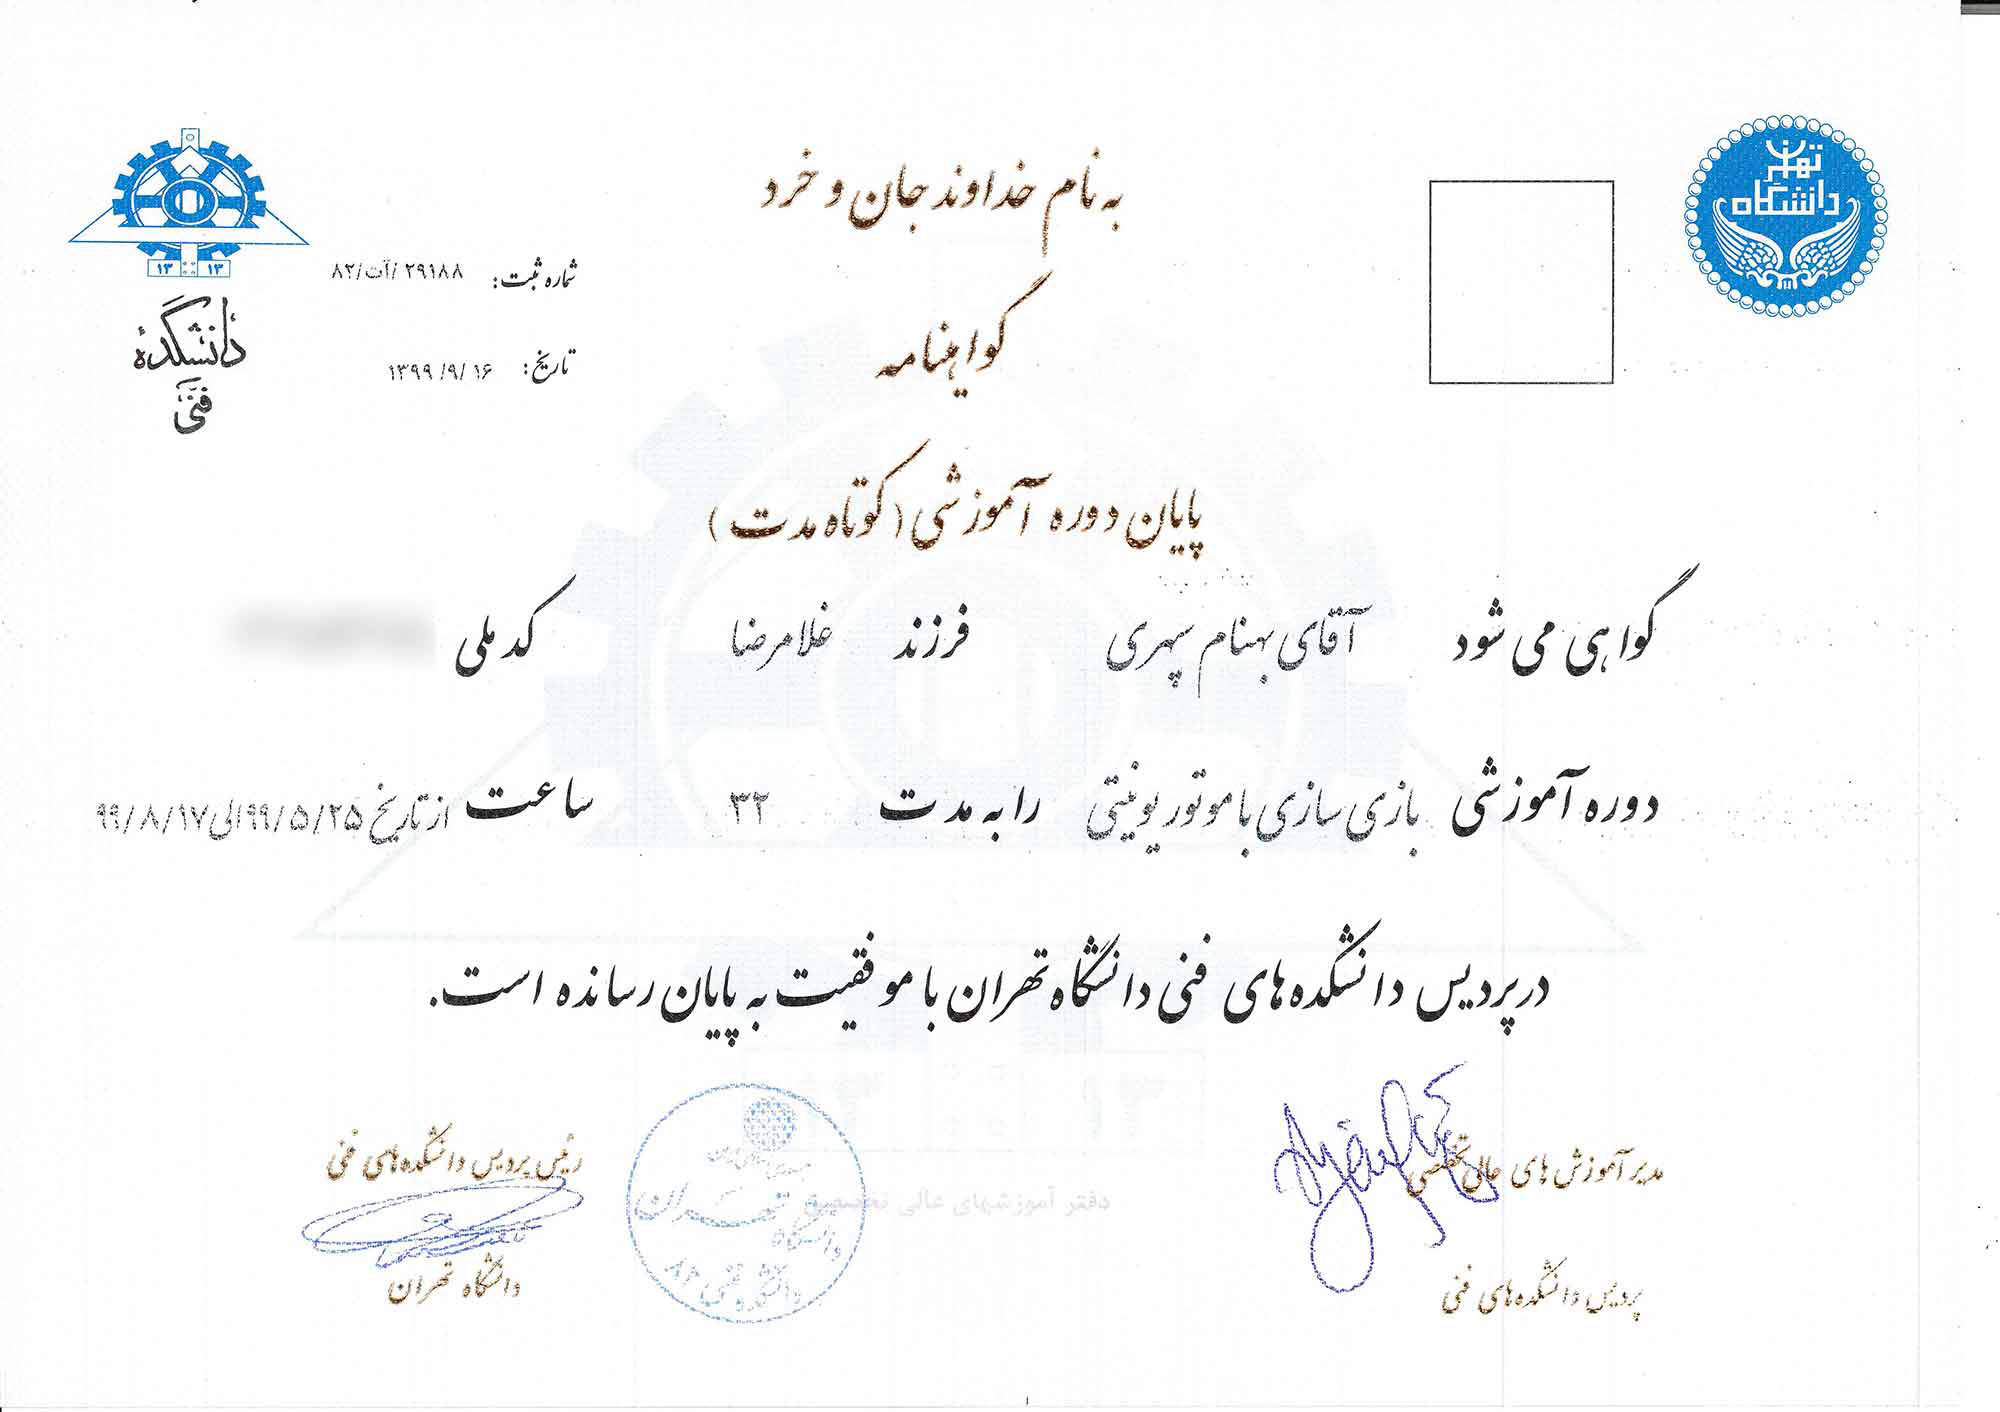 تهران
دانشگاه
به نام خداوند جان و خرد
۱۳ ۱۳
دانشکدهٔ
فنّی
شماره ثبت: ۲۹۱۸۸/آت/۸۲
گواهینامه
تاریخ: ۱۳۹۹/۹/۱۶
پایان دوره آموزشی (کوتاه مدت)
گواهی می شود آقای بهنام سپهری فرزند غلامرضا کد ملی
دوره آموزشی بازی سازی با موتور یونیتی را به مدت ۳۲ ساعت از تاریخ ۹۹/۵/۲۵ الی ۹۹/۸/۱۷
در پردیس دانشکده های فنی دانشگاه تهران با موفقیت به پایان رسانده است.
مدیر آموزش های عالی تخصصی
پردیس دانشکده های فنی
دفتر آموزشهای عالی تخصصی
دانشگاه تهران
دانشکده فنی ۸۲
رئیس پردیس دانشکده های فنی
دانشگاه تهران